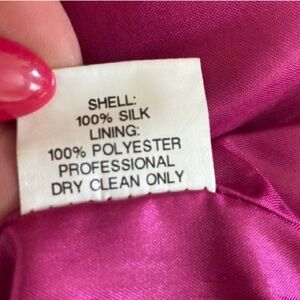 SHELL:
100% SILK
LINING:
100% POLYESTER
PROFESSIONAL
DRY CLEAN ONLY